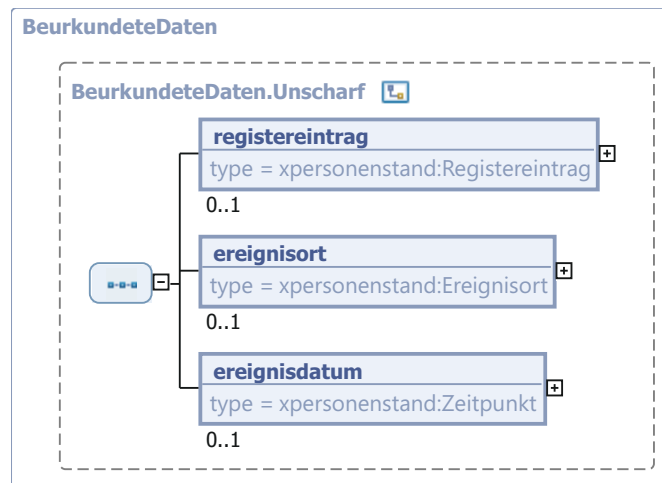 BeurkundeteDaten
BeurkundeteDaten.Unscharf
registereintrag
type = xpersonenstand:Registereintrag
0..1
ereignisort
type = xpersonenstand:Ereignisort
0..1
ereignisdatum
type = xpersonenstand:Zeitpunkt
0..1